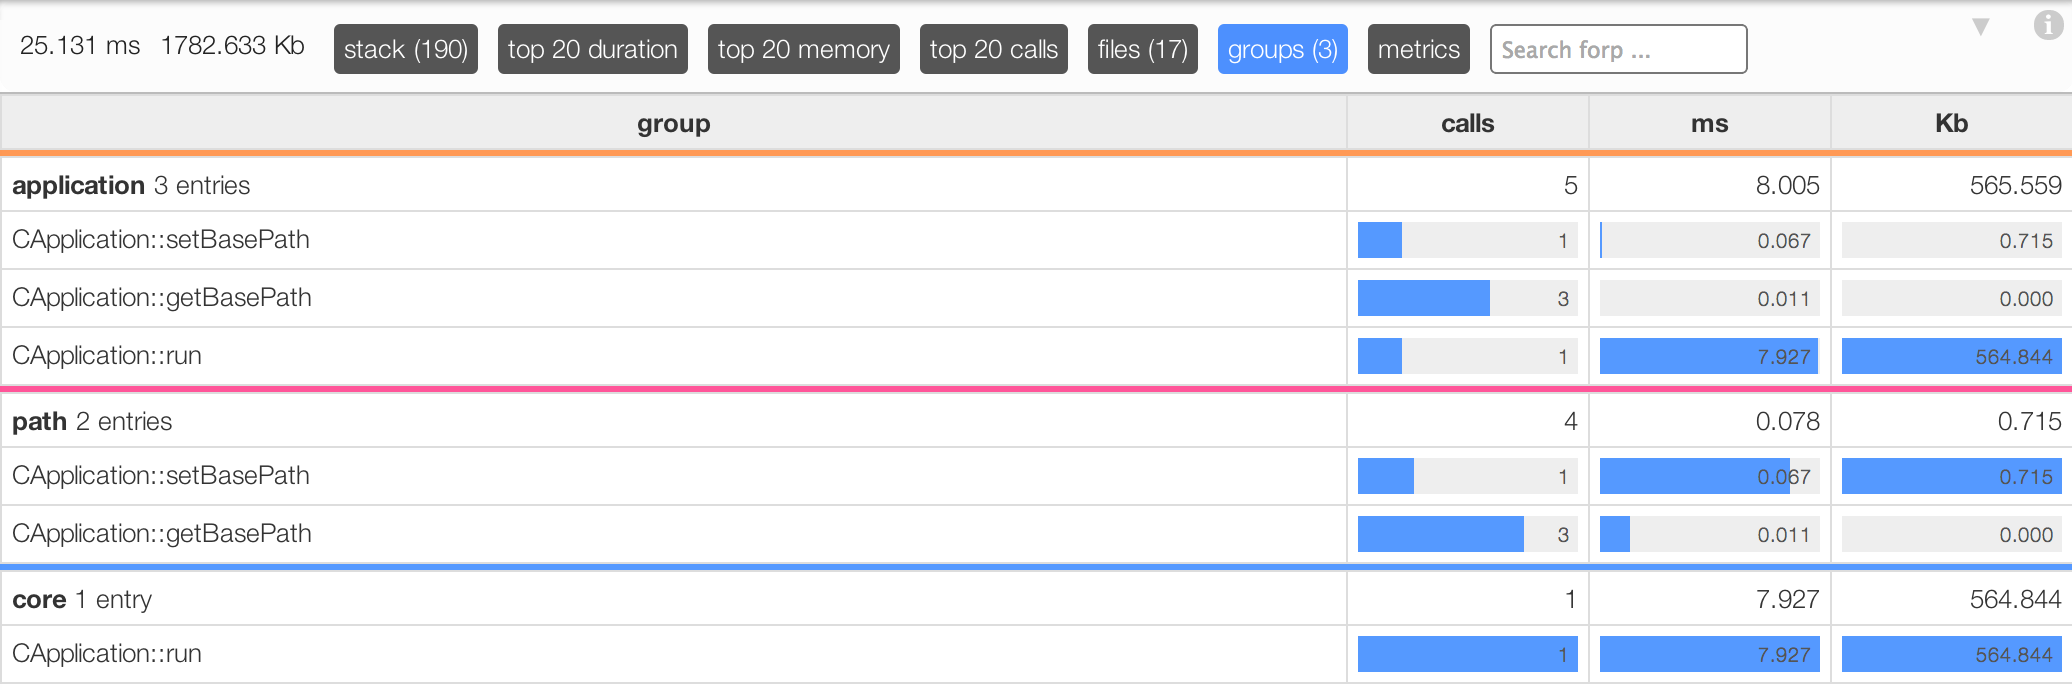 25.131 ms 1782.633 Kb stack (190) top 20 duration top 20 memory top 20 calls files (17) groups (3) metrics Search forp ... i
group calls ms Kb
application 3 entries 5 8.005 565.559
CApplication::setBasePath 1 0.067 0.715
CApplication::getBasePath 3 0.011 0.000
CApplication::run 1 7.927 564.844
path 2 entries 4 0.078 0.715
CApplication::setBasePath 1 0.067 0.715
CApplication::getBasePath 3 0.011 0.000
core 1 entry 1 7.927 564.844
CApplication::run 1 7.927 564.844